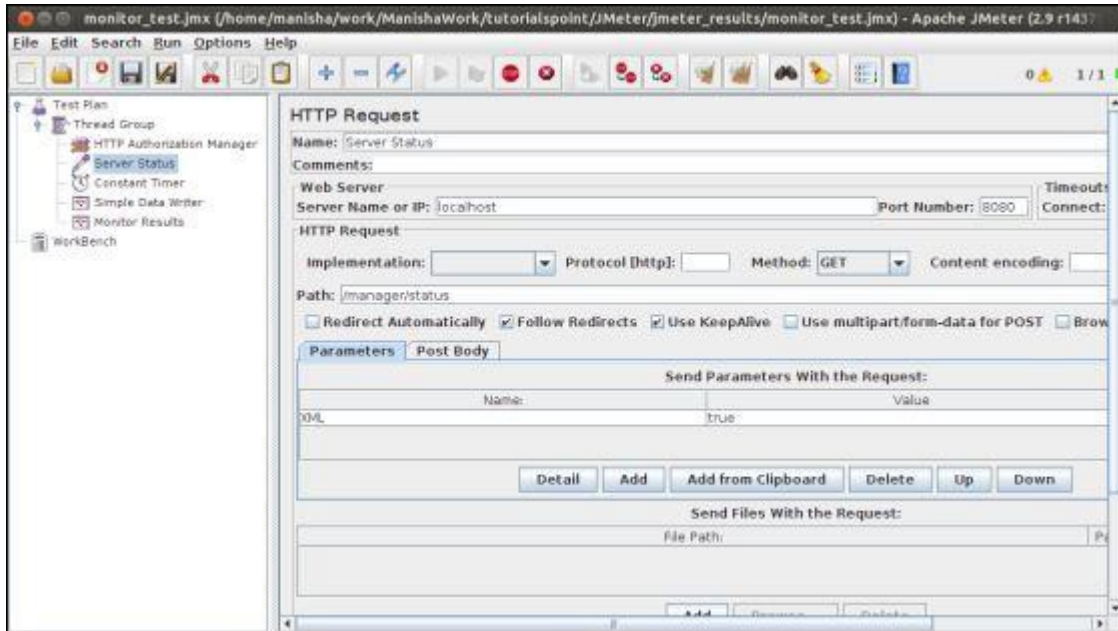 monitor_test.jmx (/home/manisha/work/ManishaWork/tutorialspoint/JMeter/jmeter_results/monitor_test.jmx) - Apache JMeter (2.9 r1437
File Edit Search Run Options Help
0 1 / 1
Test Plan
Thread Group
HTTP Authorization Manager
Server Status
Constant Timer
Simple Data Writer
Monitor Results
WorkBench
HTTP Request
Name: Server Status
Comments:
Web Server
Timeouts
Server Name or IP: localhost Port Number: 8080 Connect:
HTTP Request
Implementation: Protocol [http]: Method: GET Content encoding:
Path: /manager/status
Redirect Automatically Follow Redirects Use KeepAlive Use multipart/form-data for POST Brow
Parameters Post Body
Send Parameters With the Request:
Name: Value
XML true
Detail Add Add from Clipboard Delete Up Down
Send Files With the Request:
File Path: Pa
Add Browse... Delete